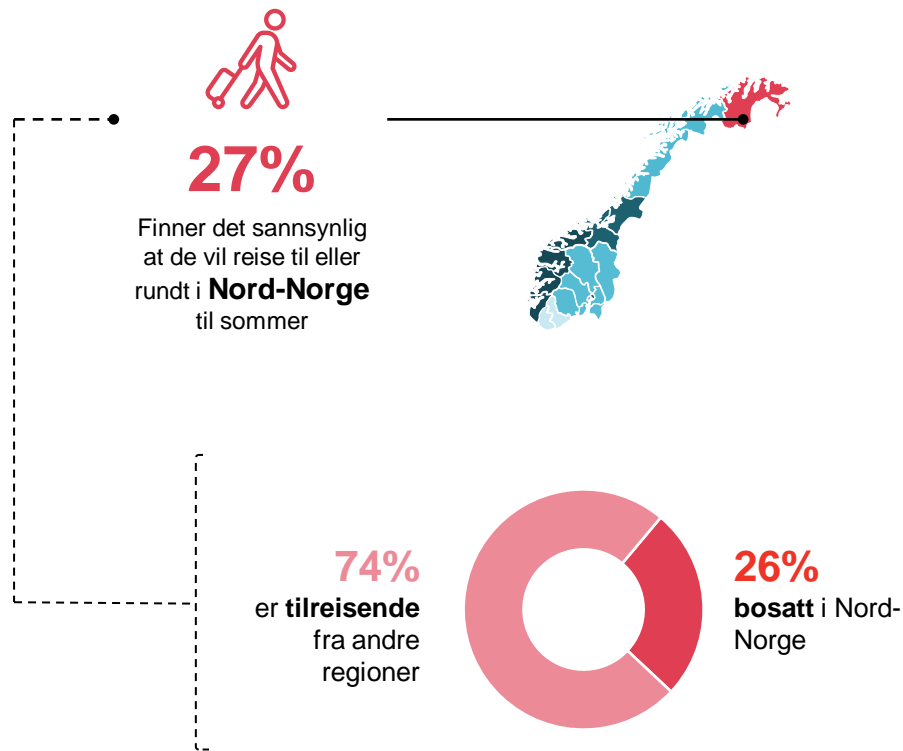 27%
Finner det sannsynlig
at de vil reise til eller
rundt i Nord-Norge
til sommer
74%
er tilreisende
fra andre
regioner
26%
bosatt i Nord-
Norge